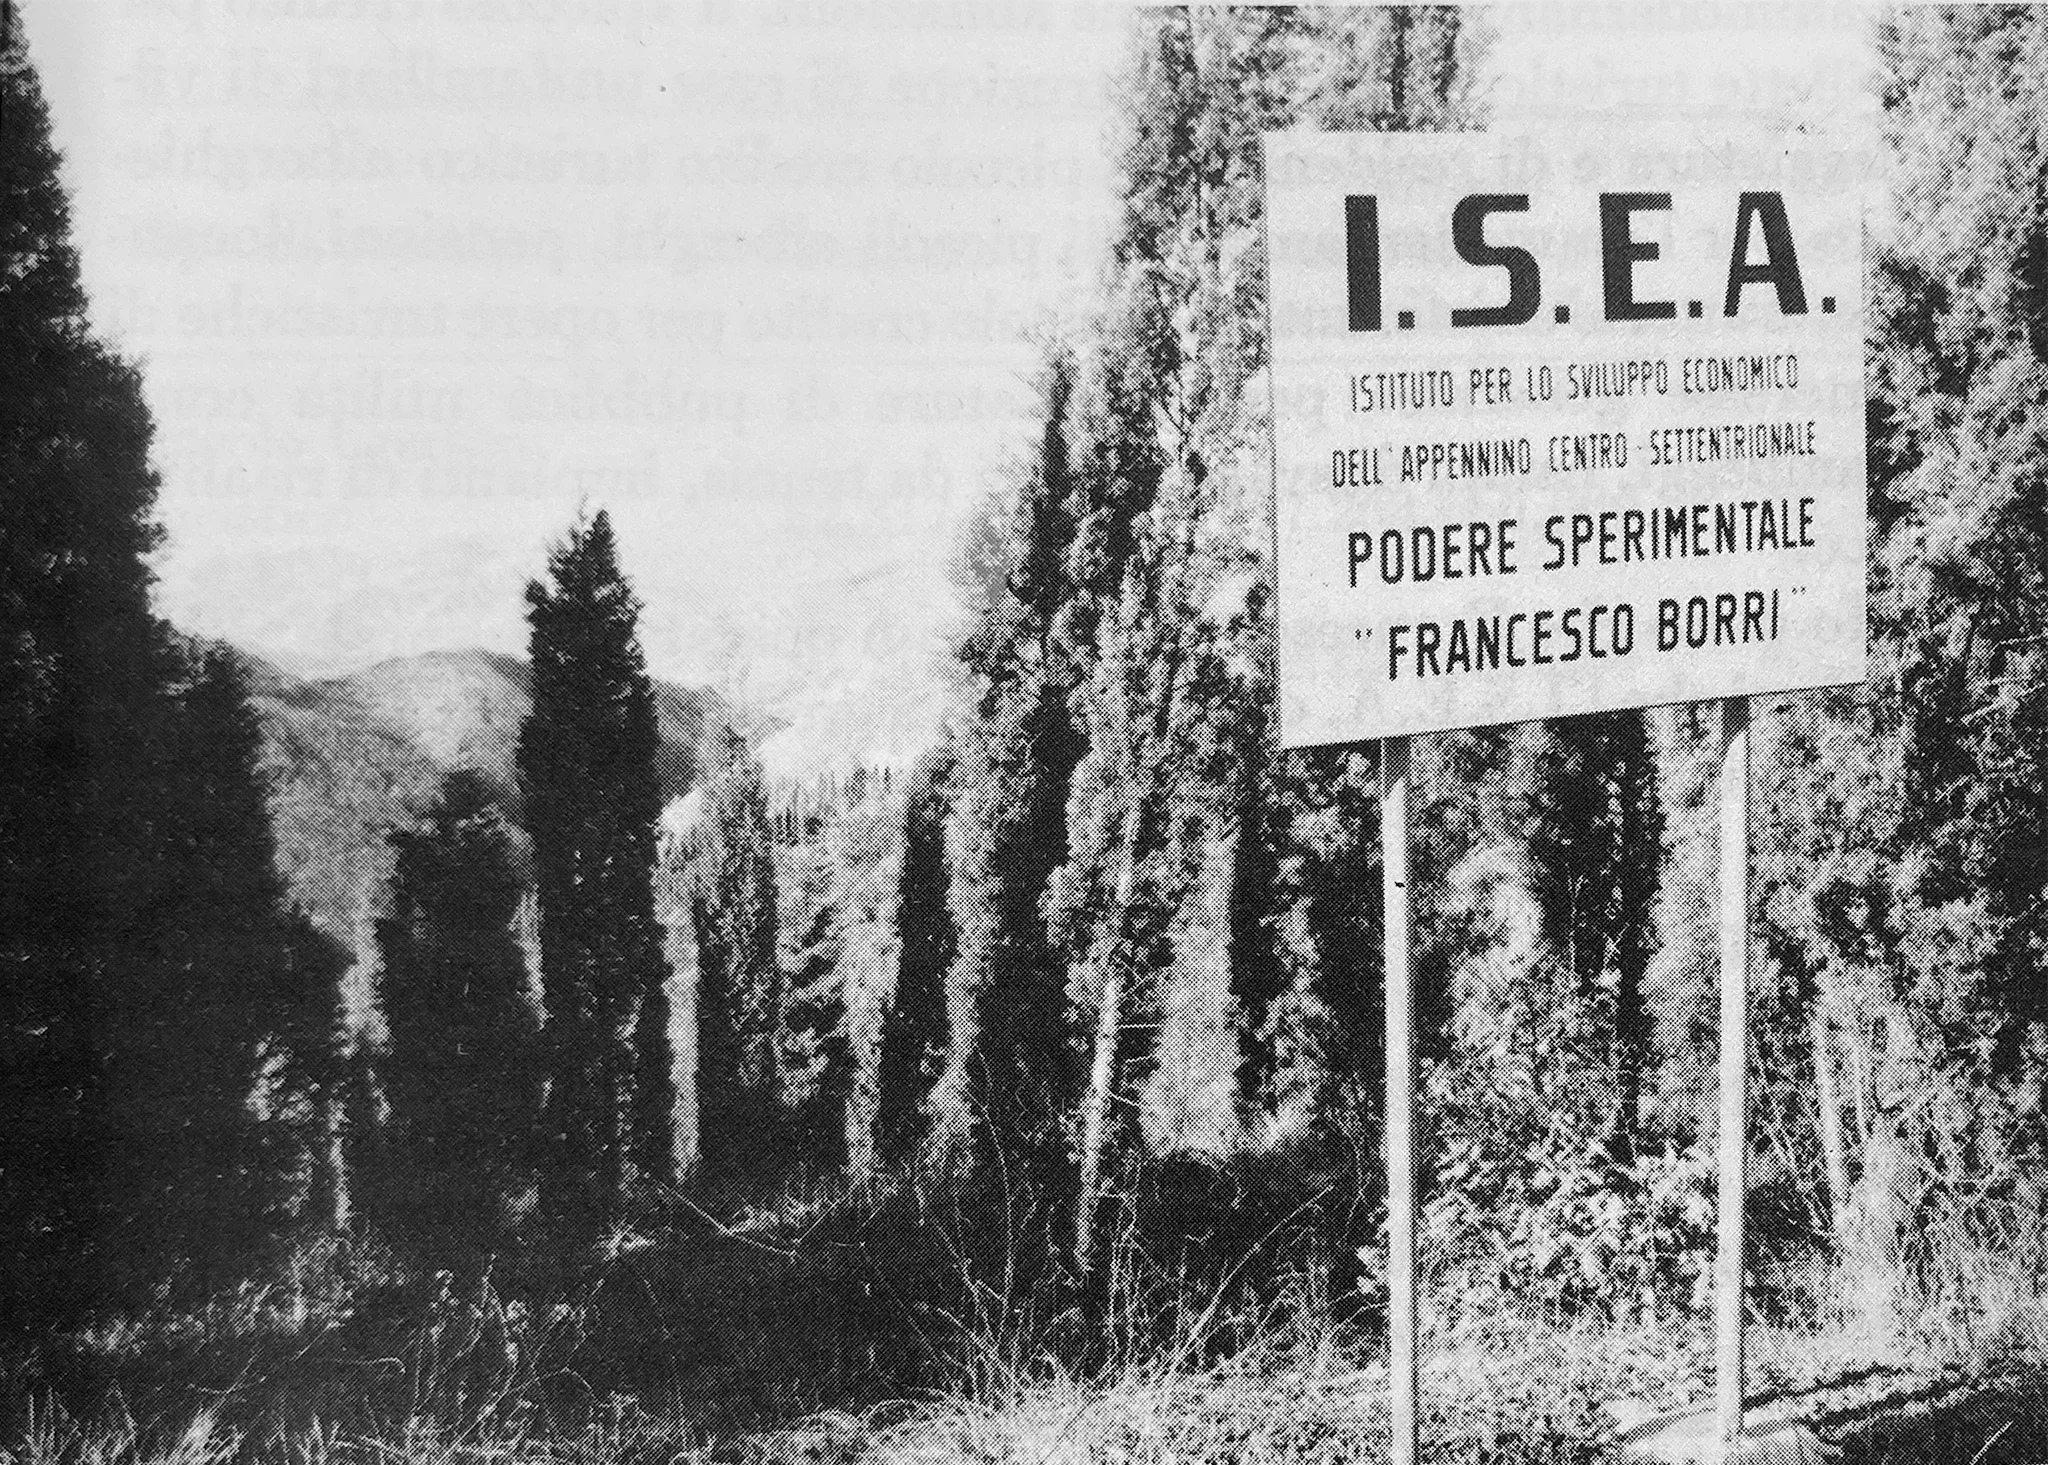 I.S.E.A.
ISTITUTO PER LO SVILUPPO ECONOMICO
DELL'APPENNINO CENTRO-SETTENTRIONALE
PODERE SPERIMENTALE
"FRANCESCO BORRI"